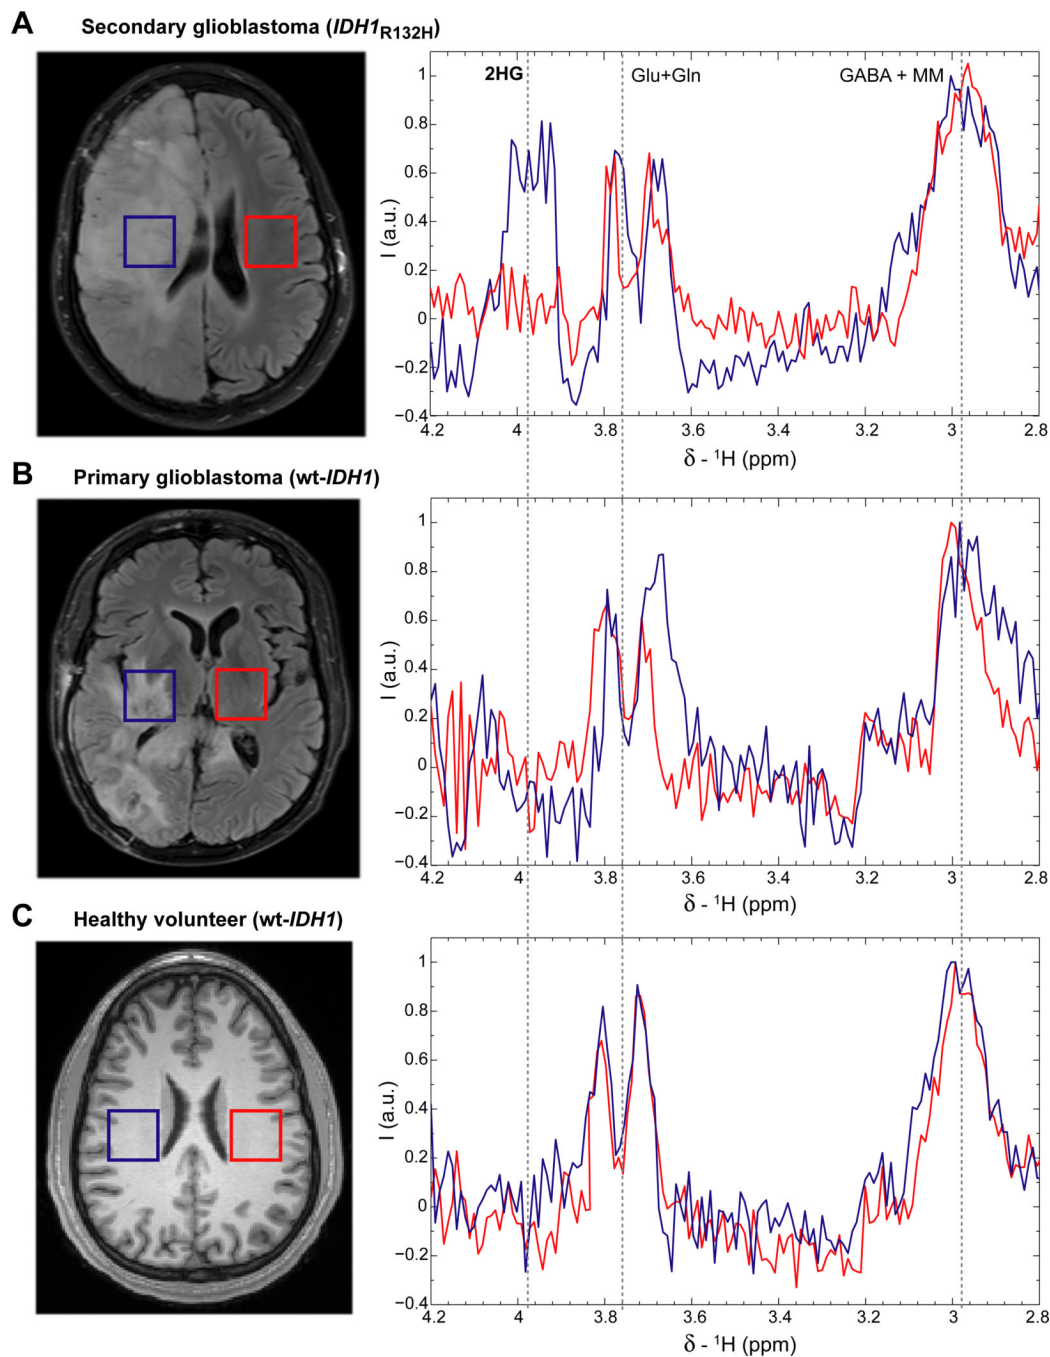 A Secondary glioblastoma (IDH1R132H)
2HG Glu+Gln GABA + MM
1
0.8
0.6
0.4
0.2
0
−0.2
−0.4
I (a.u.)
4.2 4 3.8 3.6 3.4 3.2 3 2.8
δ - ¹H (ppm)
B Primary glioblastoma (wt-IDH1)
1
0.8
0.6
0.4
0.2
0
−0.2
−0.4
I (a.u.)
4.2 4 3.8 3.6 3.4 3.2 3 2.8
δ - ¹H (ppm)
C Healthy volunteer (wt-IDH1)
1
0.8
0.6
0.4
0.2
0
−0.2
−0.4
I (a.u.)
4.2 4 3.8 3.6 3.4 3.2 3 2.8
δ - ¹H (ppm)